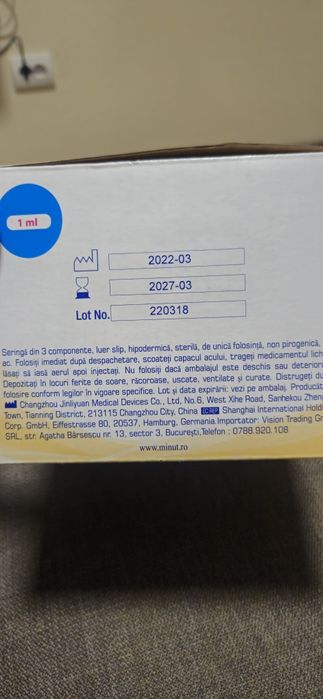 1 ml
2022-03
2027-03
Lot No. 220318
Seringă din 3 componente, luer slip, hipodermică, sterilă, de unică folosință, non pirogenică,
ac. Folosiți imediat după despachetare, scoateți capacul acului, trageți medicamentul lichi
lăsați să iasă aerul apoi injectați. Nu folosiți dacă ambalajul este deschis sau deterior
Depozitați în locuri ferite de soare, răcoroase, uscate, ventilate și curate. Distrugeți du
folosire conform legilor în vigoare specifice. Lot și data expirării: vezi pe ambalaj. Producăt
Changzhou Jinliyuan Medical Devices Co., Ltd, No.6, West Xihe Road, Sanhekou Zheng
Town, Tianning District, 213115 Changzhou City, China EC REP Shanghai International Holdi
Corp. GmbH, Eiffestrasse 80, 20537, Hamburg, Germania.Importator: Vision Trading Gr
SRL, str. Agatha Bârsescu nr. 13, sector 3, București,Telefon : 0788.920.108
www.minut.ro